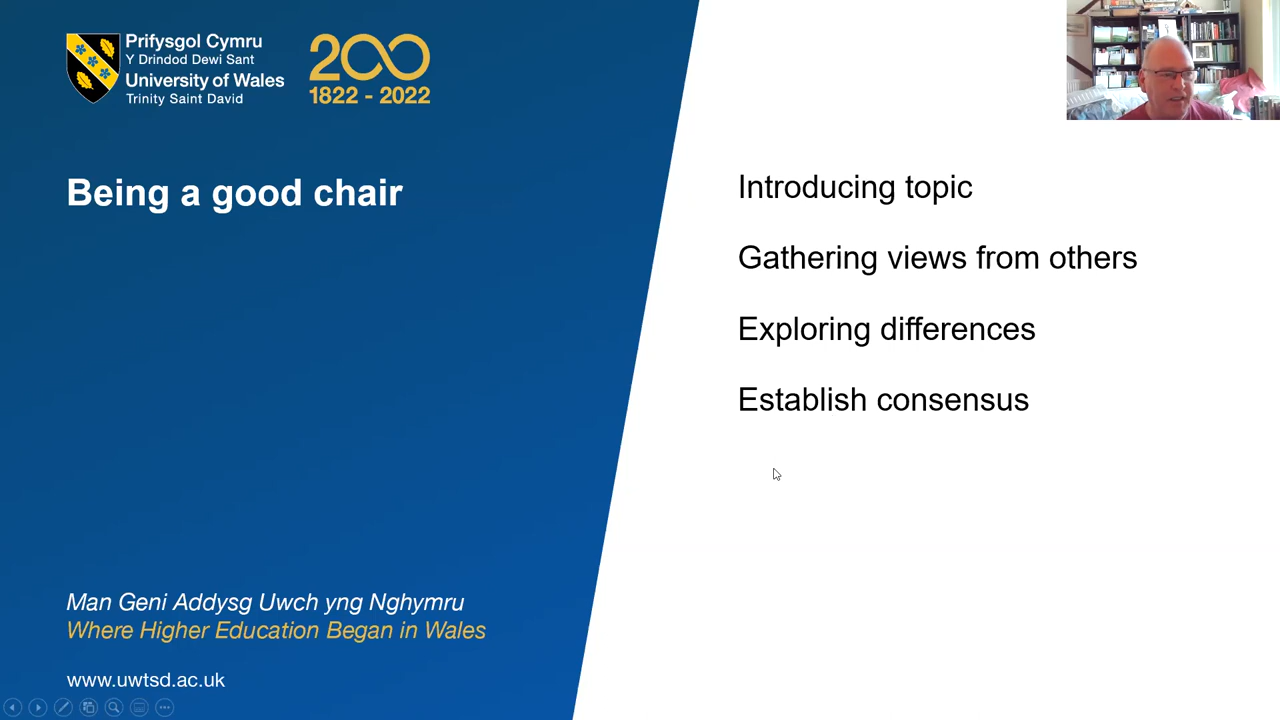 Prifysgol Cymru
Y Drindod Dewi Sant
University of Wales
Trinity Saint David
200
1822 - 2022
Being a good chair
Introducing topic
Gathering views from others
Exploring differences
Establish consensus
Man Geni Addysg Uwch yng Nghymru
Where Higher Education Began in Wales
www.uwtsd.ac.uk